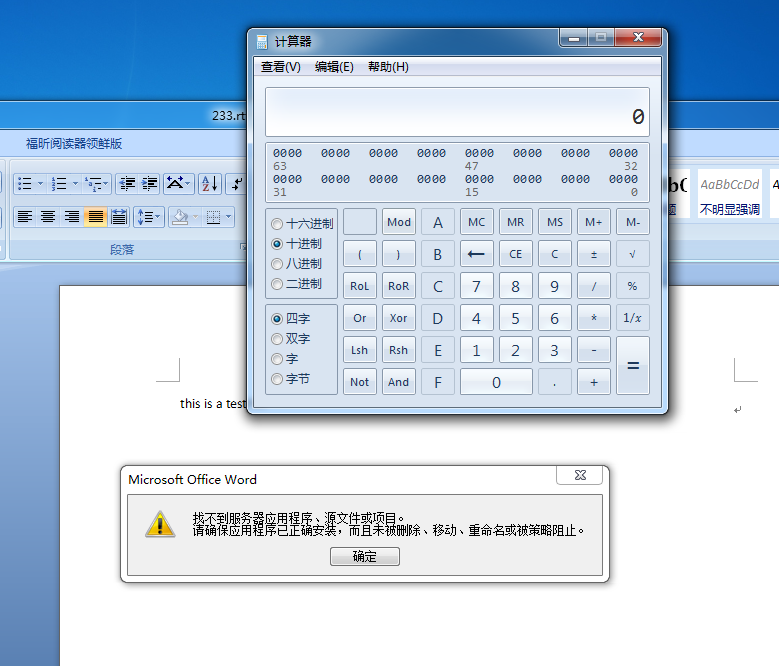 计算器
查看(V) 编辑(E) 帮助(H)
0
0000 0000 0000 0000 0000 0000 0000 0000
63 47 32
0000 0000 0000 0000 0000 0000 0000 0000
31 15 0
十六进制
十进制
八进制
二进制
四字
双字
字
字节
Mod A MC MR MS M+ M-
( ) B ← CE C ± √
RoL RoR C 7 8 9 / %
Or Xor D 4 5 6 * 1/x
Lsh Rsh E 1 2 3 - =
Not And F 0 . +
233.rt
福昕阅读器领鲜版
段落
AaBbCcDd
不明显强调
this is a test
Microsoft Office Word
找不到服务器应用程序、源文件或项目。
请确保应用程序已正确安装，而且未被删除、移动、重命名或被策略阻止。
确定